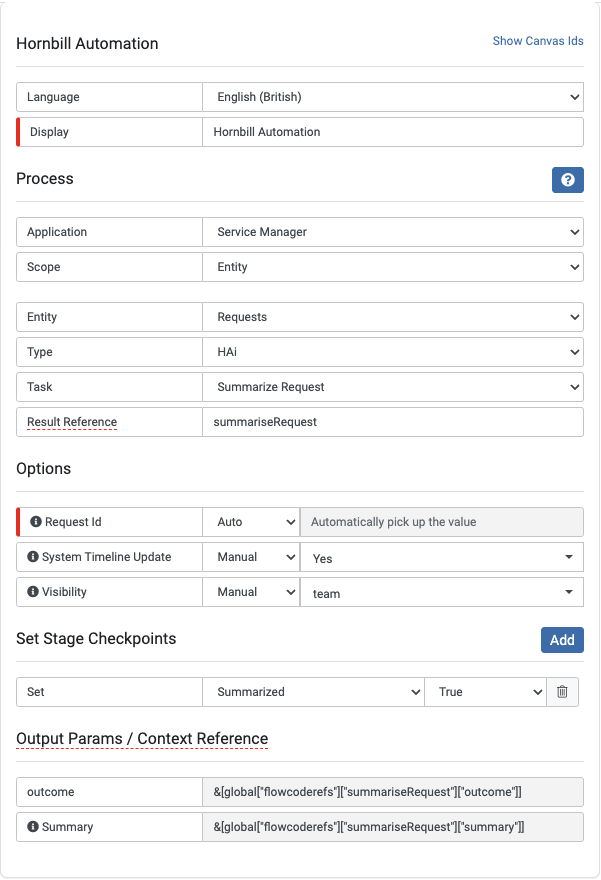 Hornbill Automation Show Canvas Ids
Language English (British)
Display Hornbill Automation
Process ?
Application Service Manager
Scope Entity
Entity Requests
Type HAi
Task Summarize Request
Result Reference summariseRequest
Options
Request Id Auto Automatically pick up the value
System Timeline Update Manual Yes
Visibility Manual team
Set Stage Checkpoints Add
Set Summarized True
Output Params / Context Reference
outcome &[global["flowcoderefs"]["summariseRequest"]["outcome"]]
Summary &[global["flowcoderefs"]["summariseRequest"]["summary"]]